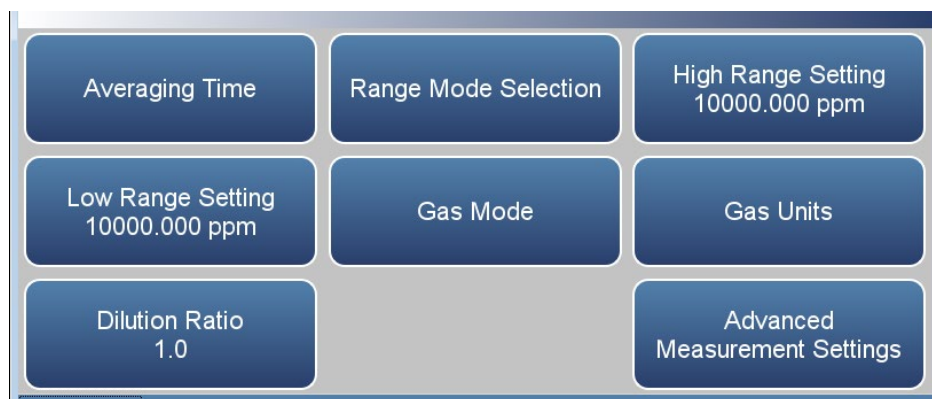 Averaging Time
Range Mode Selection
High Range Setting
10000.000 ppm
Low Range Setting
10000.000 ppm
Gas Mode
Gas Units
Dilution Ratio
1.0
Advanced
Measurement Settings